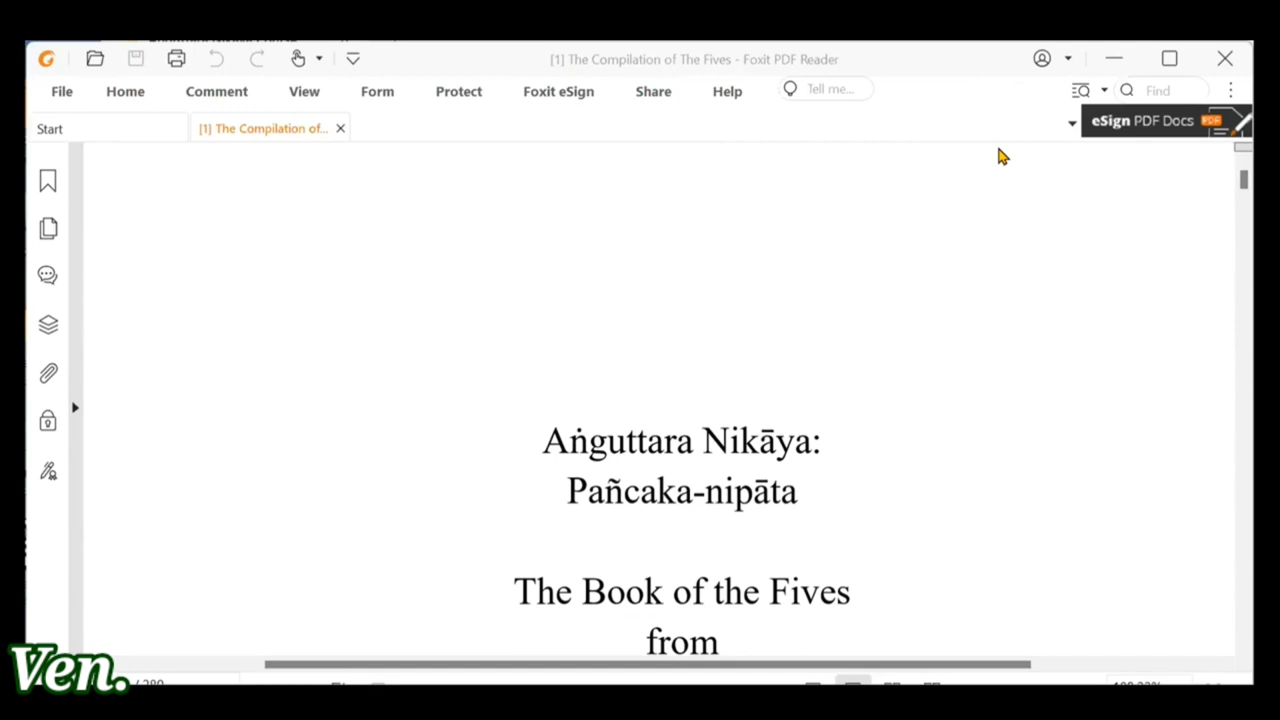 [1] The Compilation of The Fives - Foxit PDF Reader
File Home Comment View Form Protect Foxit eSign Share Help Tell me... Find
Start [1] The Compilation of...
eSign PDF Docs PDF
Aṅguttara Nikāya:
Pañcaka-nipāta
The Book of the Fives
from
Ven.